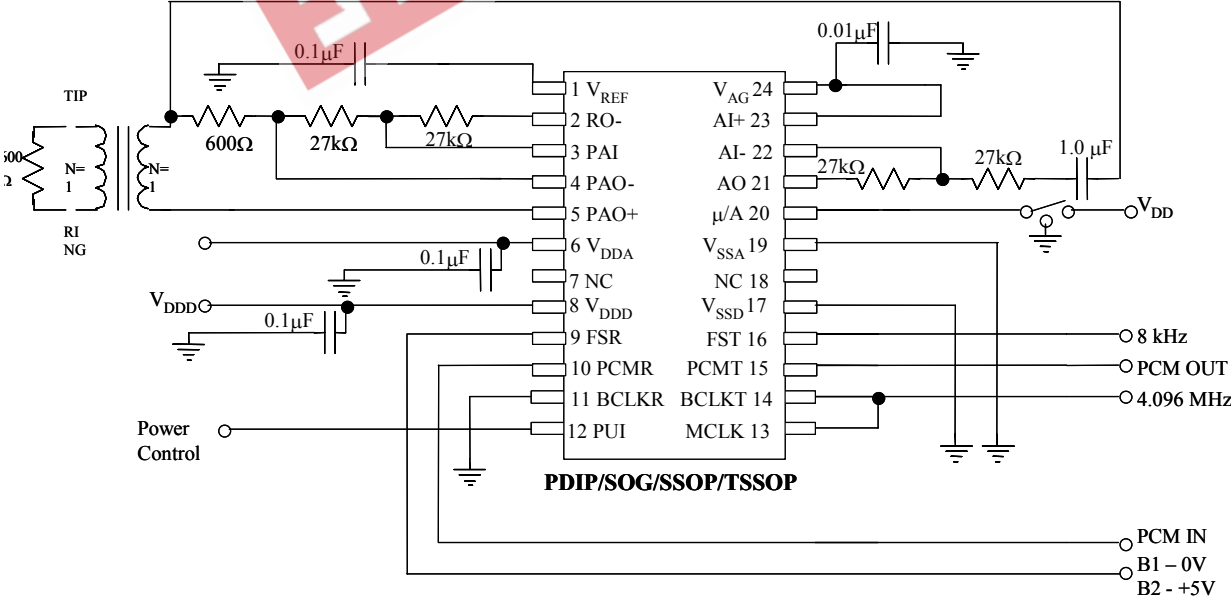 0.01µF
0.1µF
TIP
1 VREF
VAG 24
2 RO-
AI+ 23
600Ω
27kΩ
27kΩ
3 PAI
AI- 22
27kΩ
27kΩ
1.0 µF
N=
1
N=
1
4 PAO-
AO 21
5 PAO+
µ/A 20
VDD
RI
NG
6 VDDA
VSSA 19
0.1µF
7 NC
NC 18
VDDD
8 VDDD
VSSD 17
0.1µF
9 FSR
FST 16
8 kHz
10 PCMR
PCMT 15
PCM OUT
11 BCLKR
BCLKT 14
4.096 MHz
Power
Control
12 PUI
MCLK 13
PDIP/SOG/SSOP/TSSOP
PCM IN
B1 – 0V
B2 - +5V